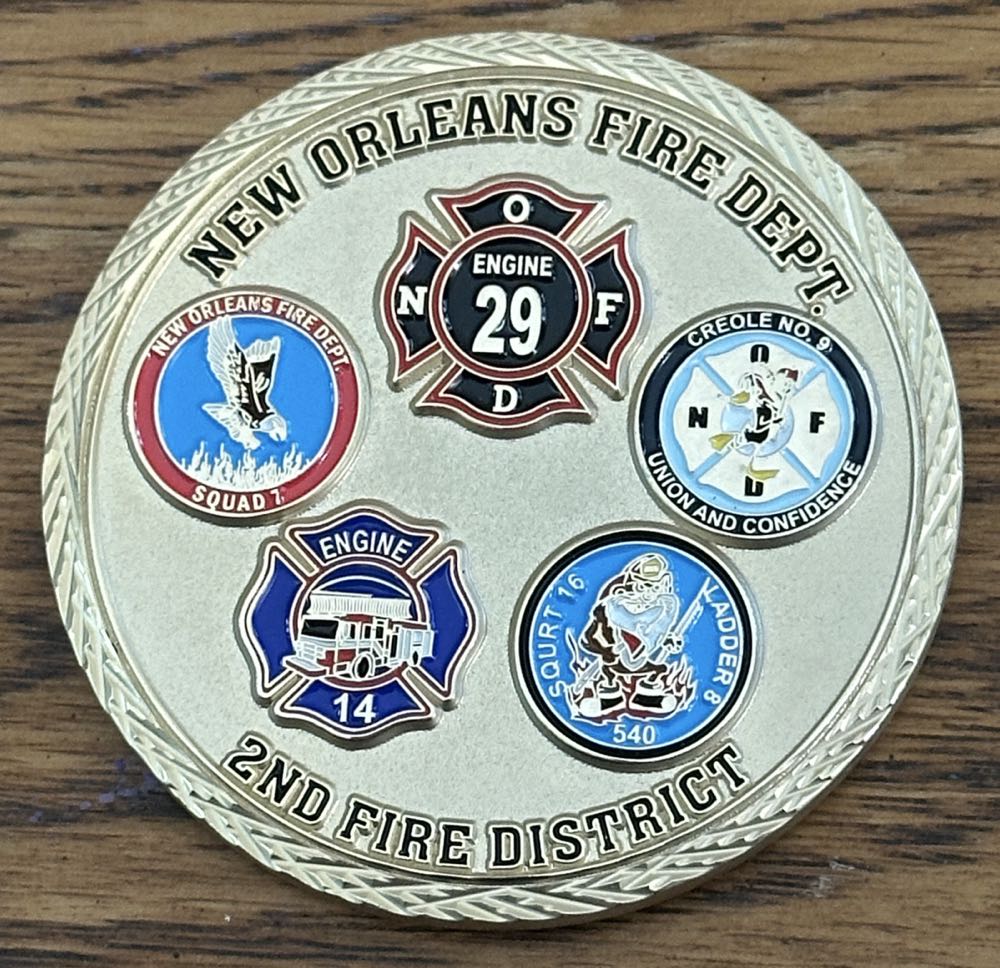 NEW ORLEANS FIRE DEPT.
O
N
F
D
ENGINE
29
NEW ORLEANS FIRE DEPT.
SQUAD 7
CREOLE NO. 9
O
N
F
D
UNION AND CONFIDENCE
ENGINE
14
SQURT 16
LADDER 8
540
2ND FIRE DISTRICT